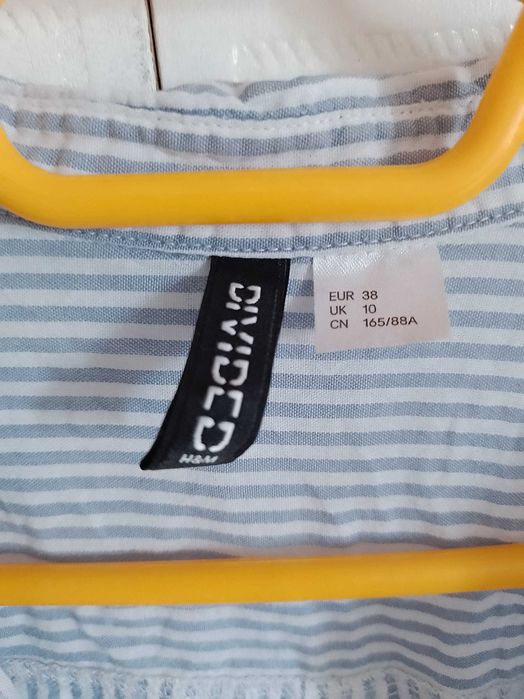 DIVIDED
H&M
EUR 38
UK 10
CN 165/88A